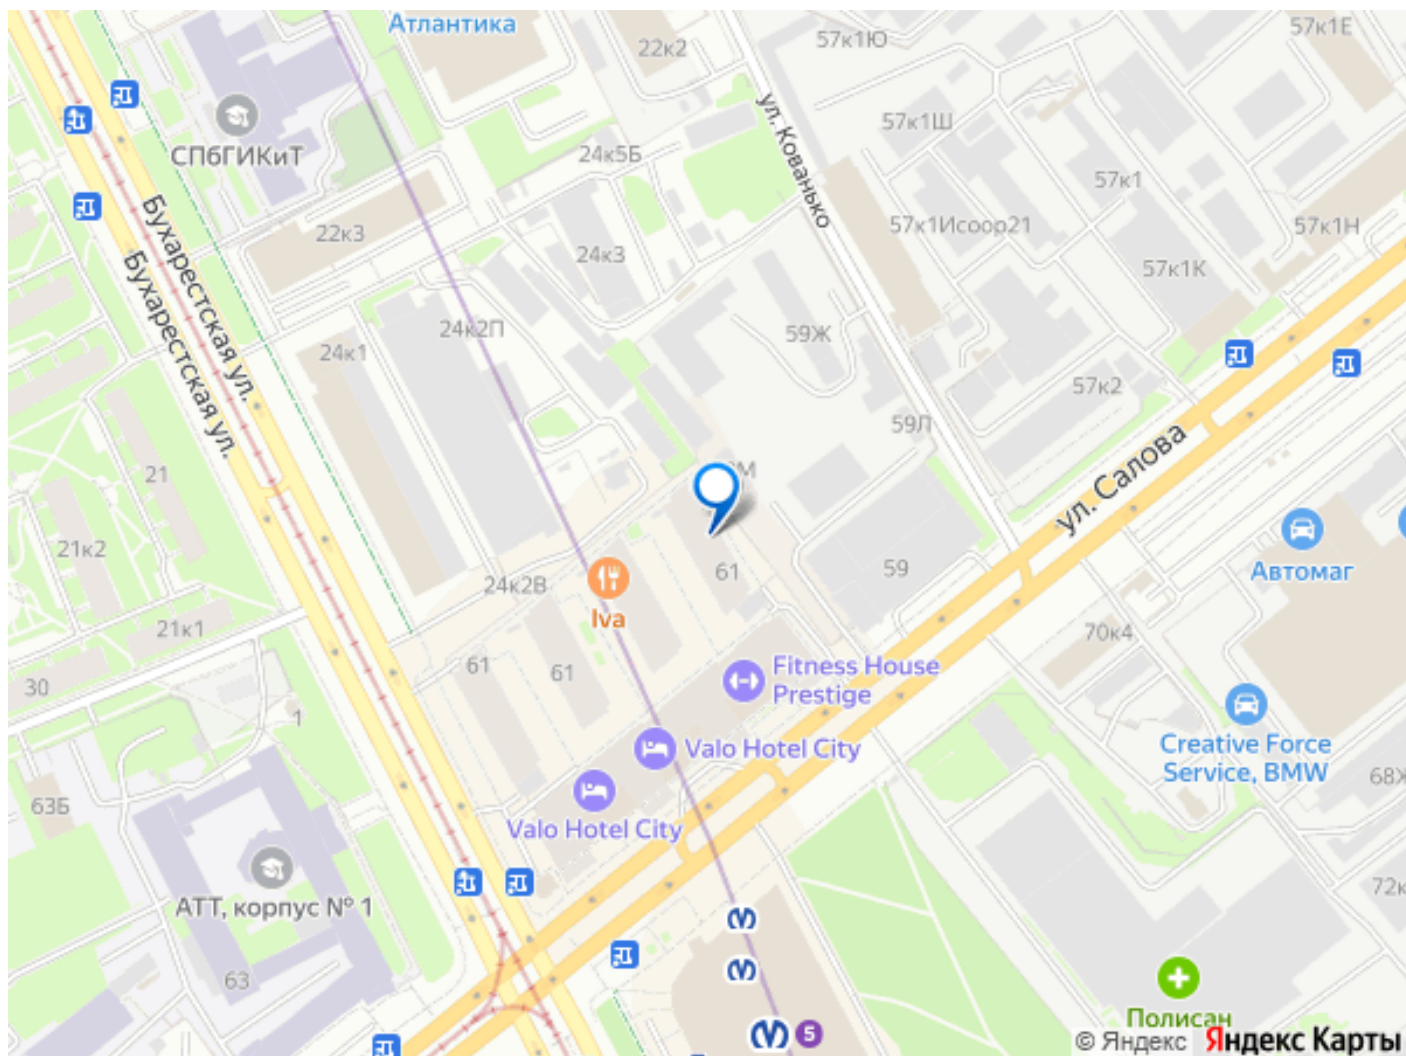 Атлантика
22к2
57к1Ю
57к1Е
ул. Кованько
57к1Ш
СПбГИКиТ
24к5Б
57к1
22к3
24к3
57к1Исоор21
57к1Н
57к1К
Бухарестская ул.
Бухарестская ул.
24к2П
59Ж
24к1
57к2
59Л
ул. Салова
21
21к2
61
59
Автомаг
24к2В
Iva
21к1
70к4
61
61
Fitness House
Prestige
30
1
Valo Hotel City
Creative Force
Service, BMW
63Б
Valo Hotel City
АТТ, корпус № 1
63
5
Полисан
© Яндекс
Яндекс Карты